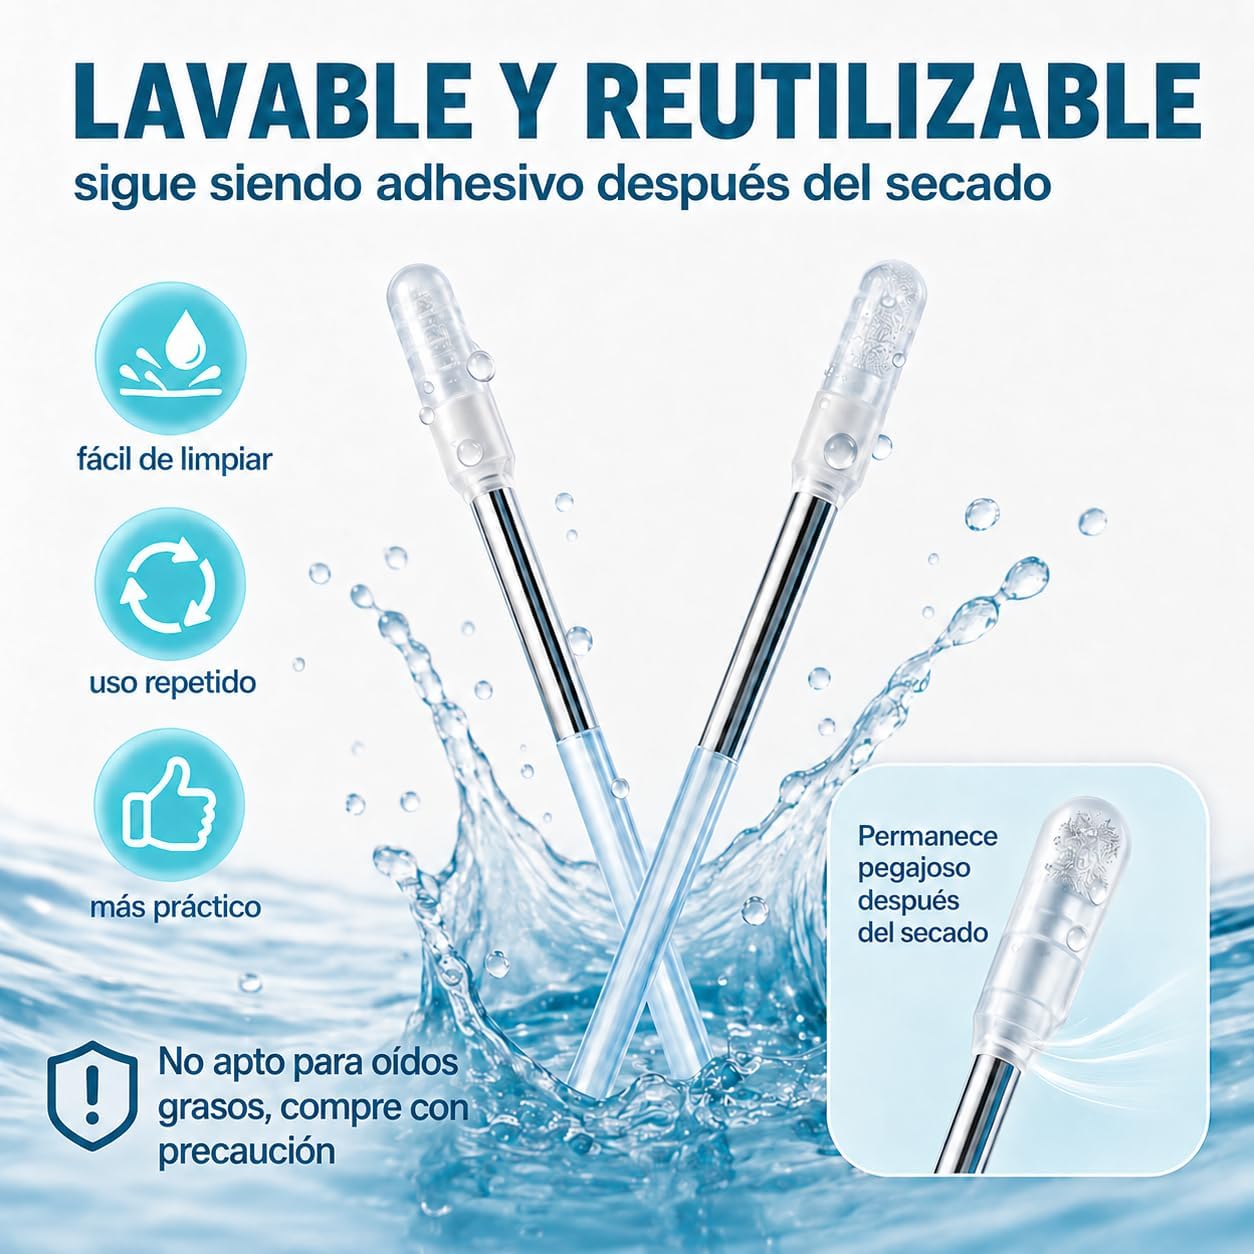 LAVABLE Y REUTILIZABLE
sigue siendo adhesivo después del secado
fácil de limpiar
uso repetido
más práctico
No apto para oídos
grasos, compre con
precaución
Permanece
pegajoso
después
del secado